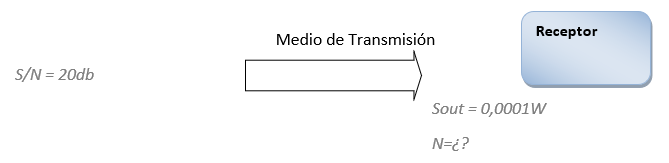 Receptor
Medio de Transmisión
S/N = 20db
Sout = 0,0001W
N=¿?